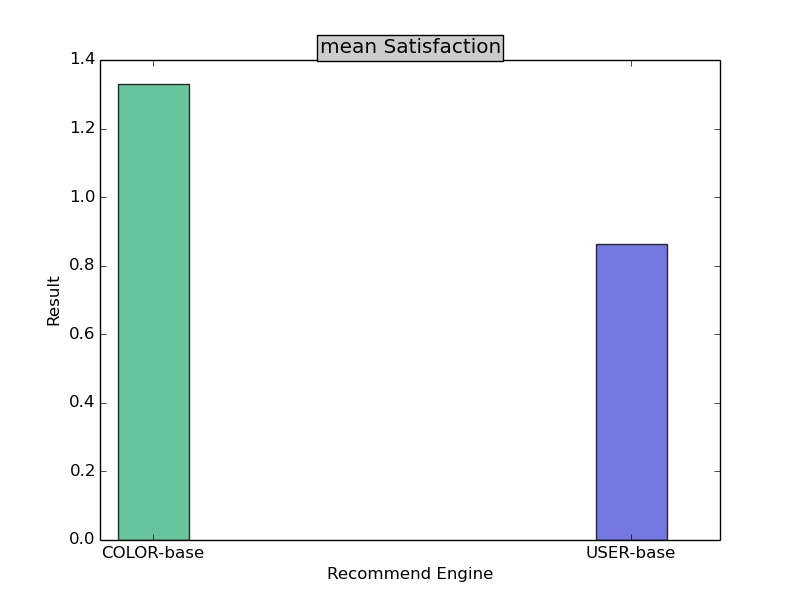 mean Satisfaction
1.4
1.2
1.0
0.8
0.6
0.4
0.2
0.0
Result
COLOR-base
USER-base
Recommend Engine